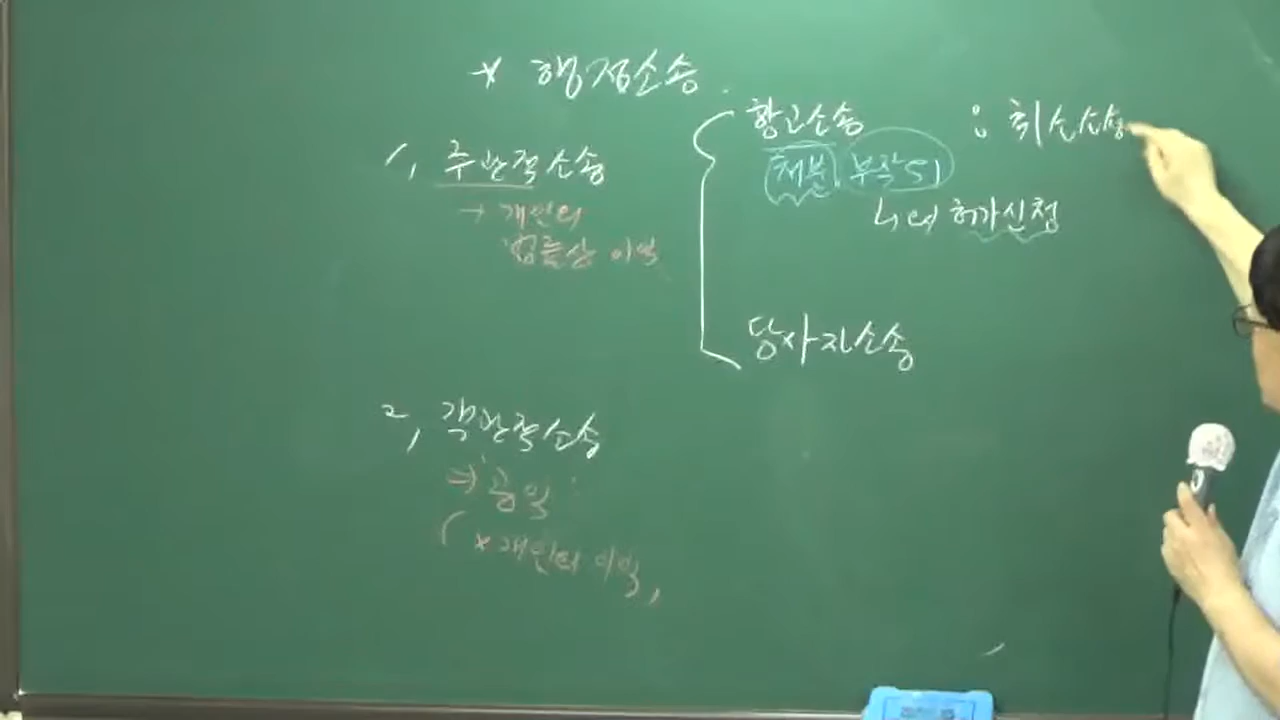 * 행정소송.
1, 주관적소송
→ 개인의
법률상 이익
항고소송 : 취소소송
처분, 부작위
ㄴ 허가신청
당사자소송
2, 객관적소송
⇒ 공익
( * 개인의 이익,